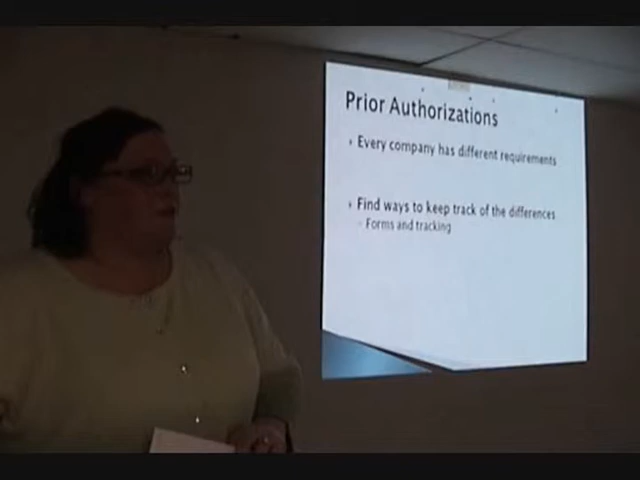 Prior Authorizations
Every company has different requirements
Find ways to keep track of the differences
Forms and tracking